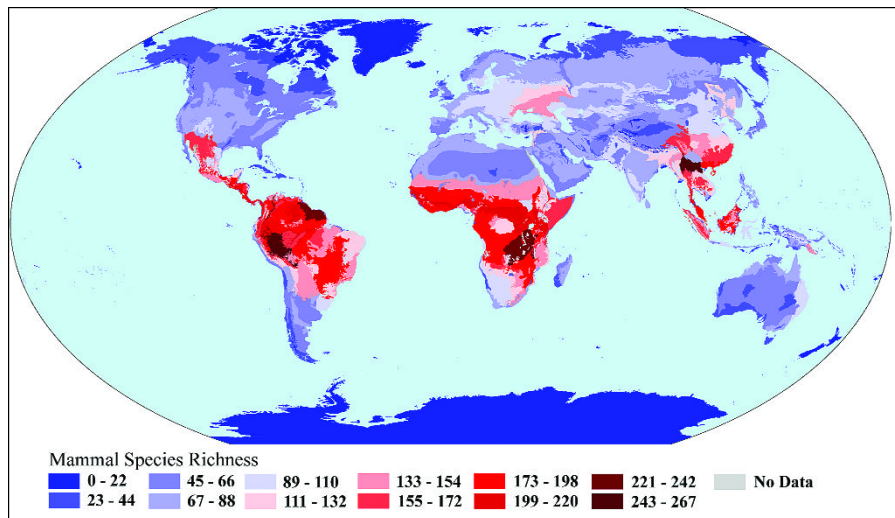 Mammal Species Richness
0 - 22 45 - 66 89 - 110 133 - 154 173 - 198 221 - 242 No Data
23 - 44 67 - 88 111 - 132 155 - 172 199 - 220 243 - 267